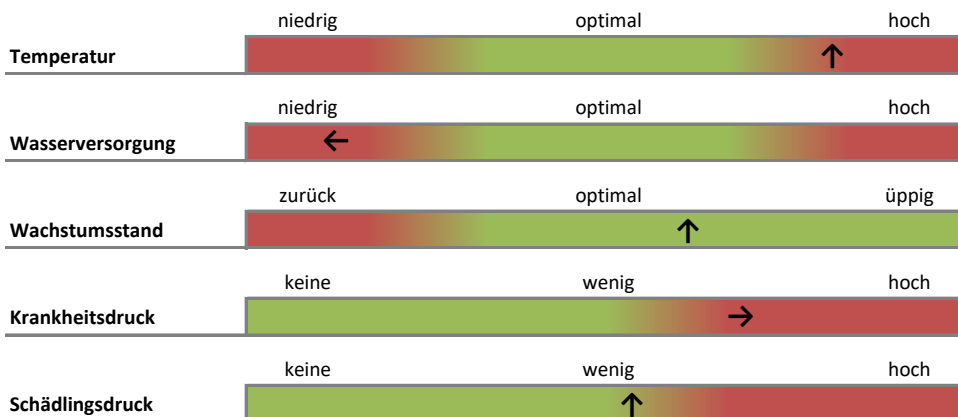 niedrig optimal hoch
Temperatur
niedrig optimal hoch
Wasserversorgung
zurück optimal üppig
Wachstumsstand
keine wenig hoch
Krankheitsdruck
keine wenig hoch
Schädlingsdruck